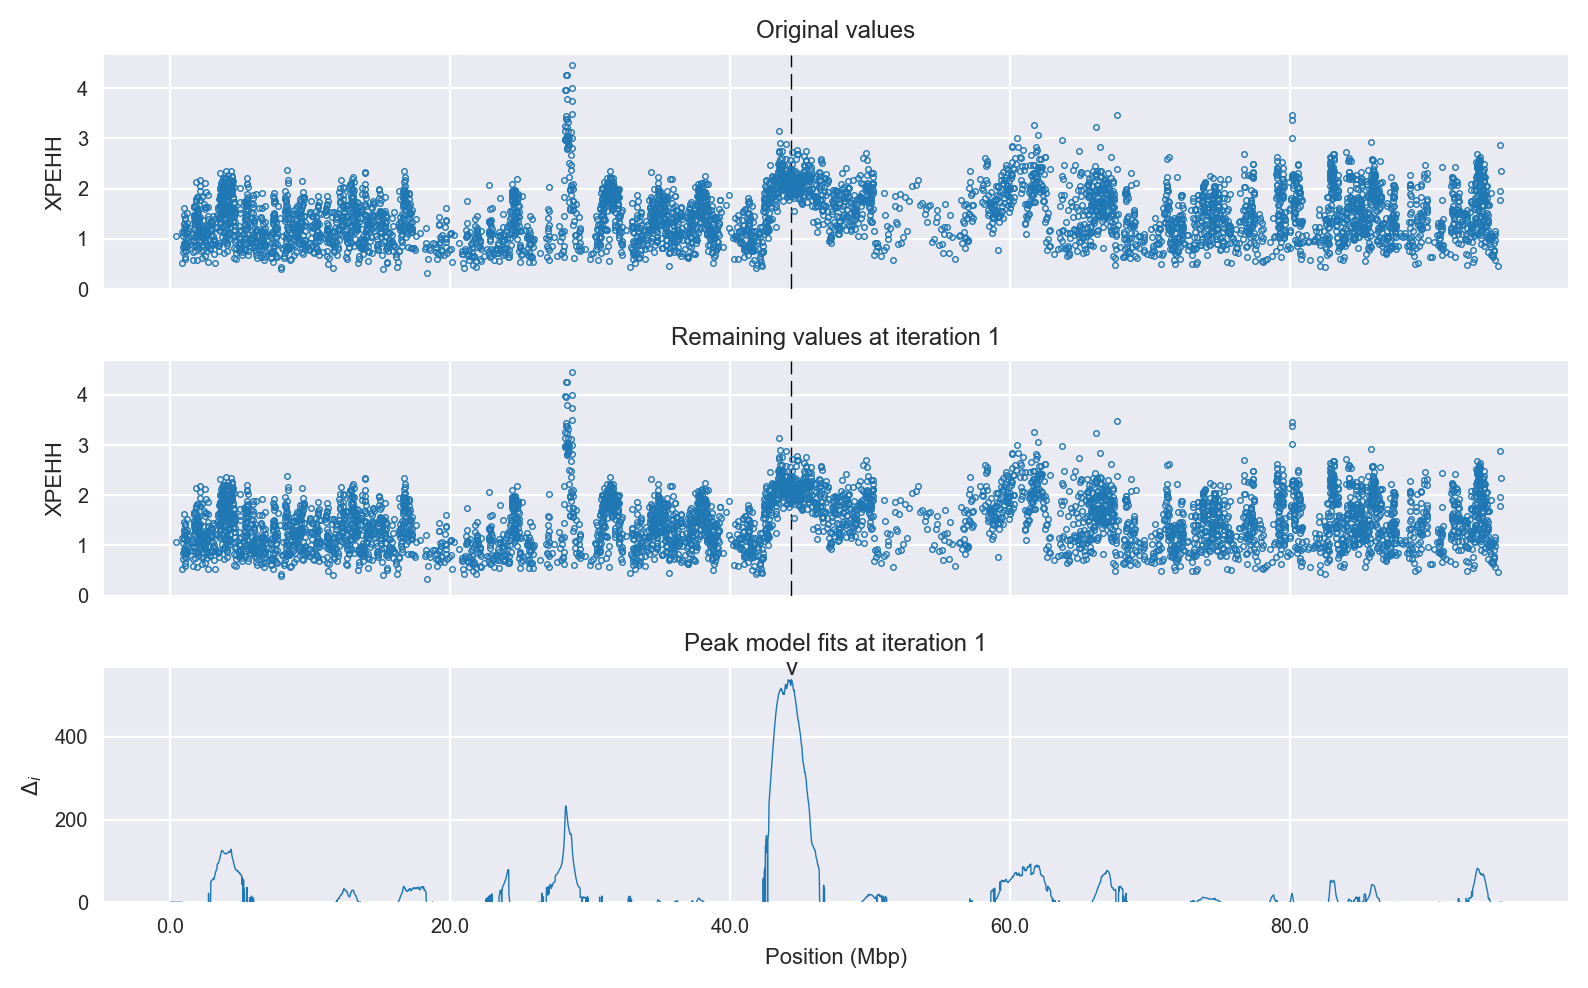 Original values
4
3
2
1
0
XPEHH
Remaining values at iteration 1
4
3
2
1
0
XPEHH
Peak model fits at iteration 1
v
400
200
0
Δi
0.0 20.0 40.0 60.0 80.0
Position (Mbp)